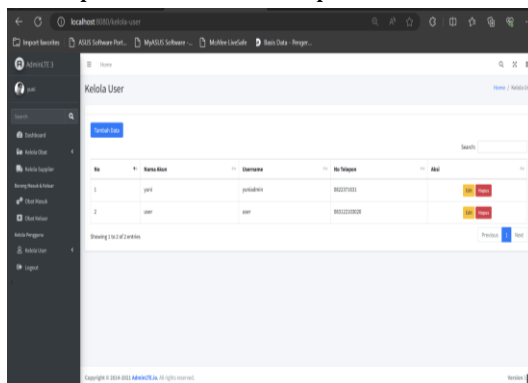 localhost:8080/kelola-user
Import favorites
ASUS Software Port...
MyASUS Software -...
McAfee LiveSafe
Basis Data - Penger...
AdminLTE 3
Home
yuni
Kelola User
Home / Kelola U
Search
Tambah Data
Dashboard
Kelola Obat
Search:
Kelola Supplier
No
Nama Akun
Username
No Telepon
Aksi
Barang Masuk & Keluar
Obat Masuk
1
yuni
yuniadmin
Edit
Hapus
Obat Keluar
2
user
user
Edit
Hapus
Kelola Pengguna
Showing 1 to 2 of 2 entries
Previous
1
Next
Kelola User
Logout
Copyright © 2014-2021 AdminLTE.io. All rights reserved.
Version